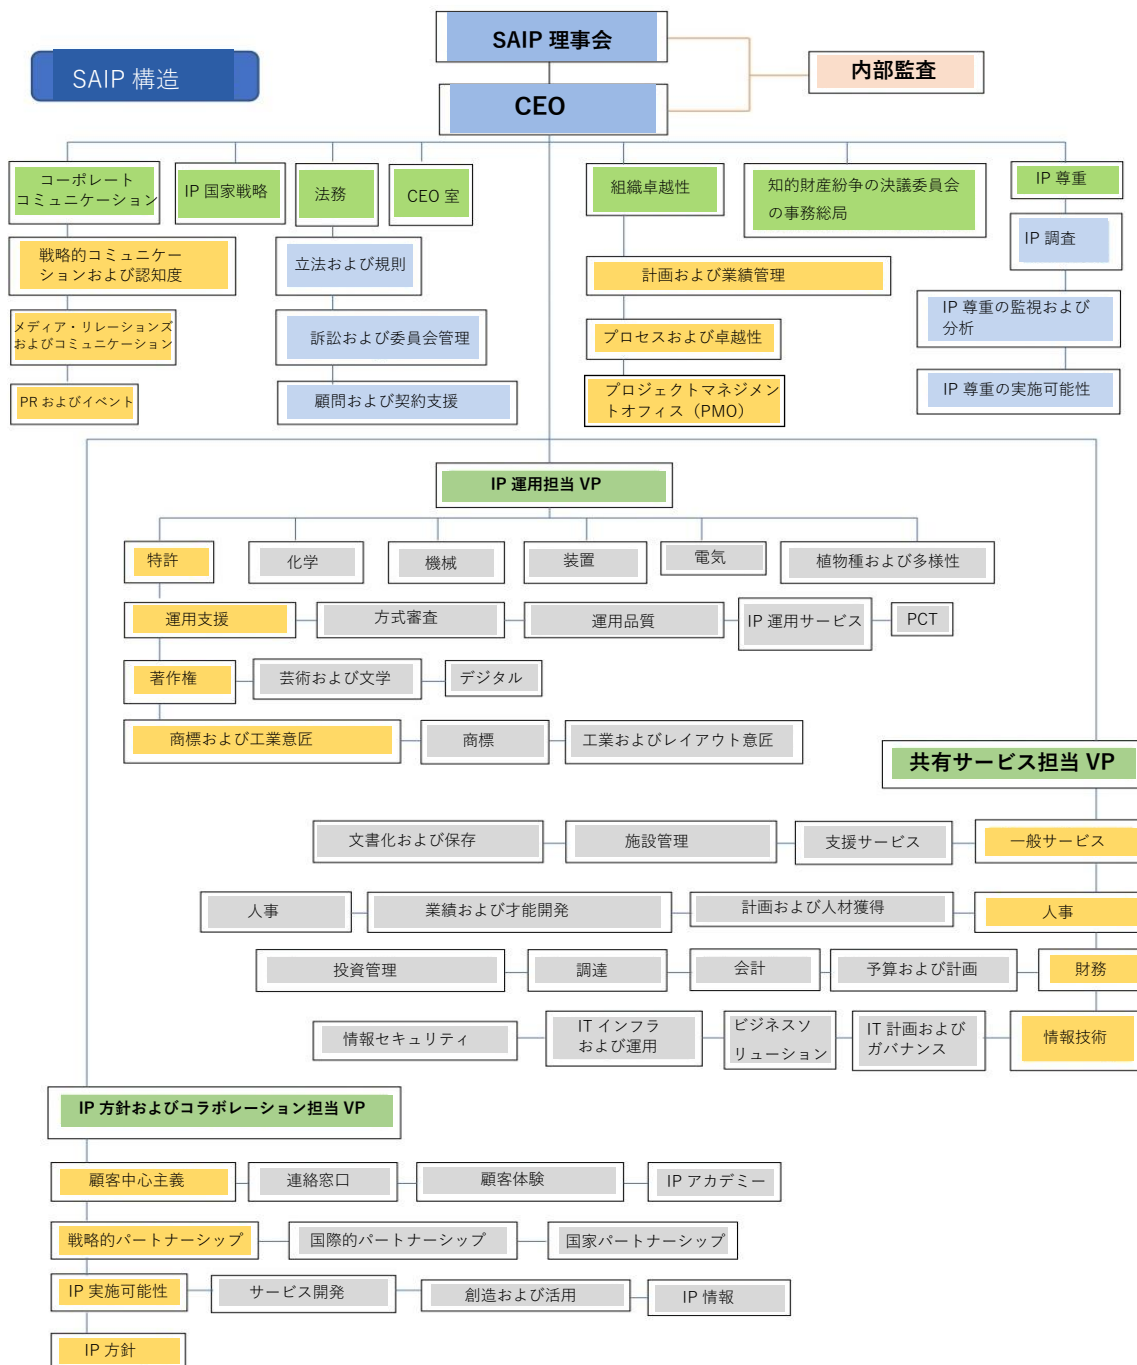 SAIP 構造
SAIP 理事会
CEO
内部監査
コーポレート
コミュニケーション
IP 国家戦略
法務
CEO 室
組織卓越性
知的財産紛争の決議委員会
の事務総局
IP 尊重
戦略的コミュニケー
ションおよび認知度
立法および規則
計画および業績管理
IP 調査
メディア・リレーションズ
およびコミュニケーション
訴訟および委員会管理
プロセスおよび卓越性
IP 尊重の監視および
分析
PR およびイベント
顧問および契約支援
プロジェクトマネジメン
トオフィス（PMO）
IP 尊重の実施可能性
IP 運用担当 VP
特許
化学
機械
装置
電気
植物種および多様性
運用支援
方式審査
運用品質
IP 運用サービス
PCT
著作権
芸術および文学
デジタル
商標および工業意匠
商標
工業およびレイアウト意匠
共有サービス担当 VP
文書化および保存
施設管理
支援サービス
一般サービス
人事
業績および才能開発
計画および人材獲得
人事
投資管理
調達
会計
予算および計画
財務
情報セキュリティ
IT インフラ
および運用
ビジネスソ
リューション
IT 計画および
ガバナンス
情報技術
IP 方針およびコラボレーション担当 VP
顧客中心主義
連絡窓口
顧客体験
IP アカデミー
戦略的パートナーシップ
国際的パートナーシップ
国家パートナーシップ
IP 実施可能性
サービス開発
創造および活用
IP 情報
IP 方針